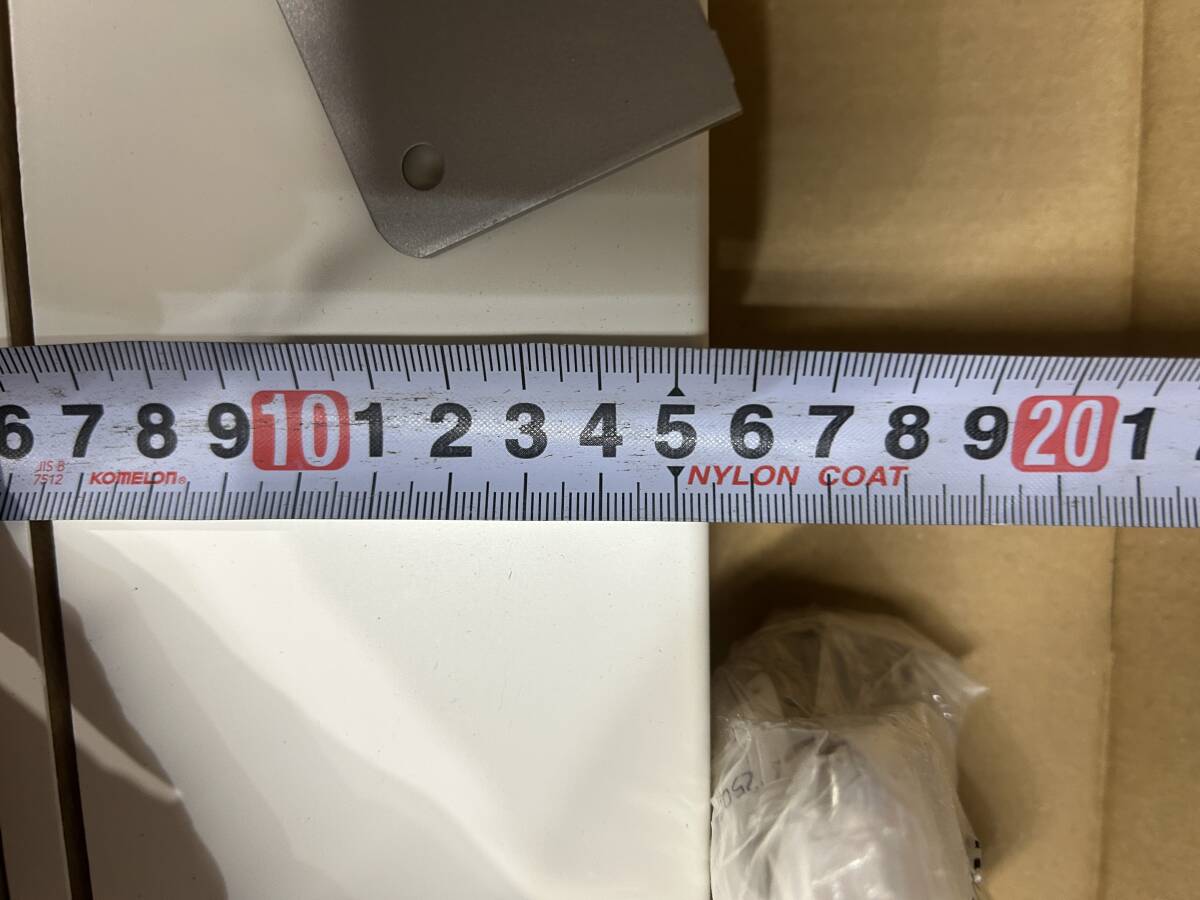 6 7 8 9 10 1 2 3 4 5 6 7 8 9 20 1
JIS B
7512
KOMELON®
NYLON COAT